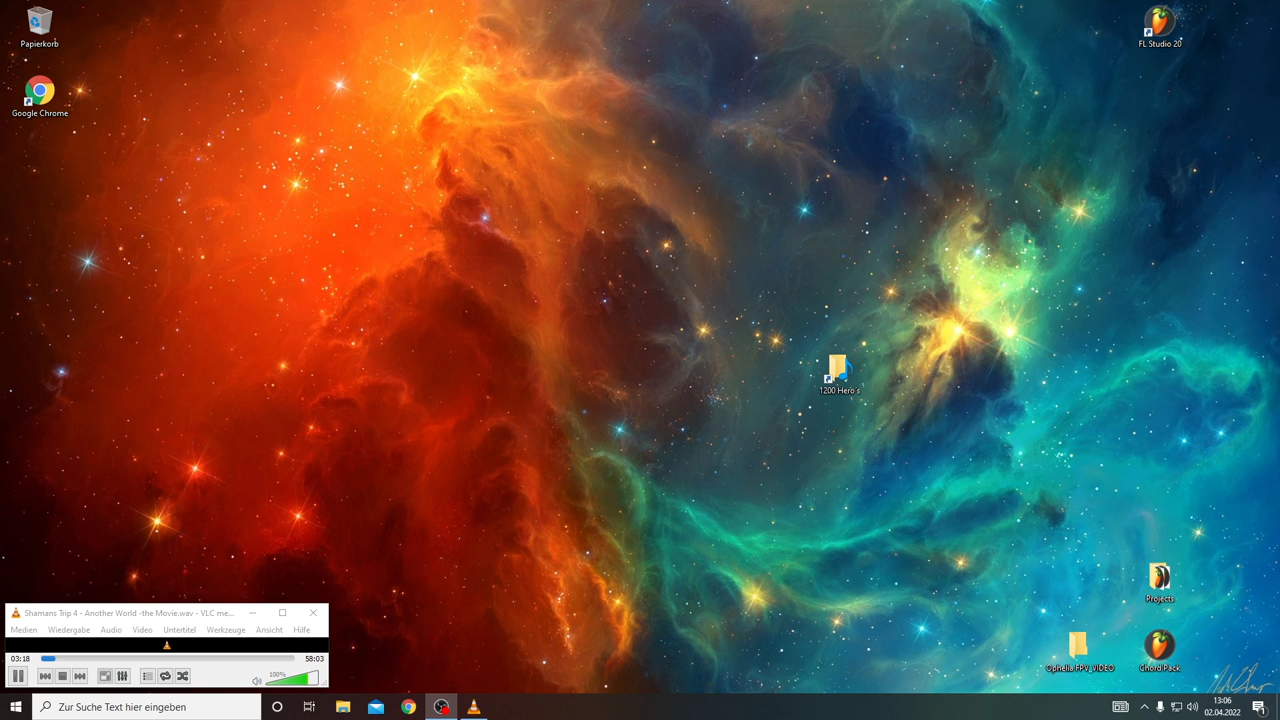 Papierkorb
Google Chrome
FL Studio 20
1200 Hero's
Projects
Ophelia FPV_VIDEO
Chord Pack
Shamans Trip 4 - Another World -the Movie.wav - VLC me...
Medien Wiedergabe Audio Video Untertitel Werkzeuge Ansicht Hilfe
03:18 58:03
100%
Zur Suche Text hier eingeben
13:06
02.04.2022
1